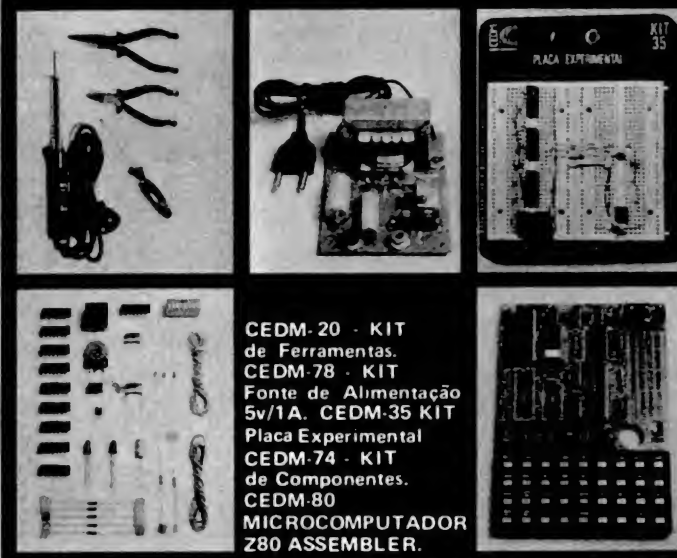 CEDM
KIT
35
PLACA EXPERIMENTAL
CEDM-20 - KIT
de Ferramentas.
CEDM-78 - KIT
Fonte de Alimentação
5v/1A. CEDM-35 KIT
Placa Experimental
CEDM-74 - KIT
de Componentes.
CEDM-80
MICROCOMPUTADOR
Z80 ASSEMBLER.